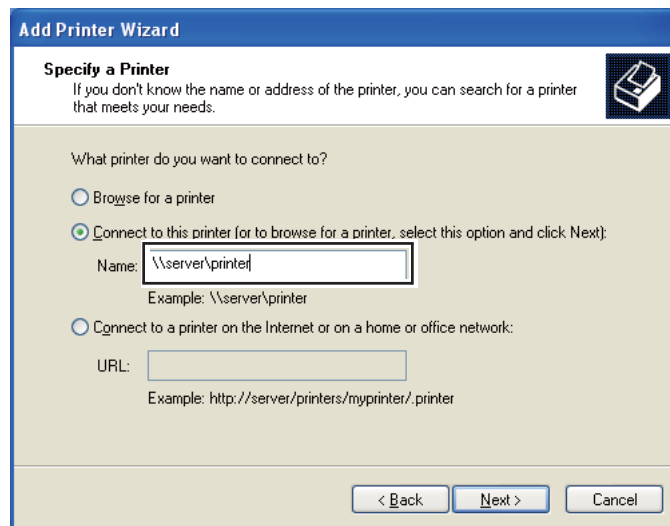 Add Printer Wizard
Specify a Printer
If you don't know the name or address of the printer, you can search for a printer
that meets your needs.
What printer do you want to connect to?
Browse for a printer
Connect to this printer (or to browse for a printer, select this option and click Next):
Name: \\server\printer
Example: \\server\printer
Connect to a printer on the Internet or on a home or office network:
URL:
Example: http://server/printers/myprinter/.printer
< Back Next > Cancel